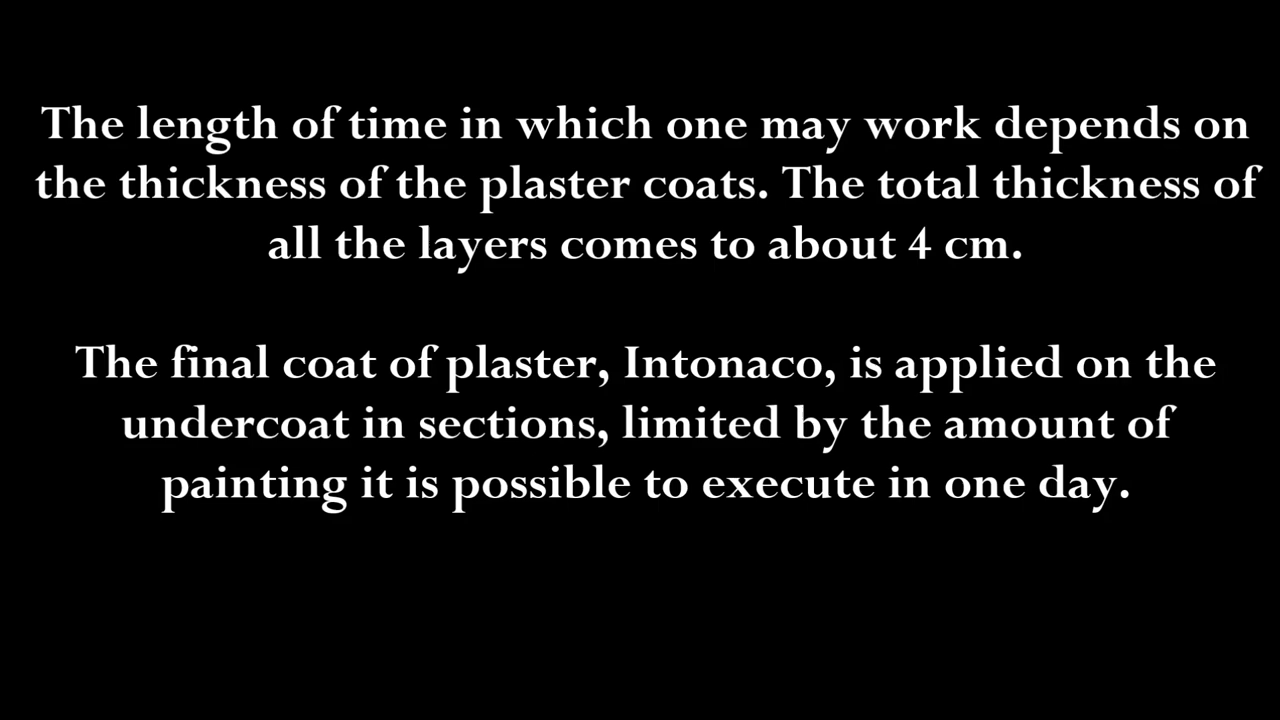 The length of time in which one may work depends on
the thickness of the plaster coats. The total thickness of
all the layers comes to about 4 cm.
The final coat of plaster, Intonaco, is applied on the
undercoat in sections, limited by the amount of
painting it is possible to execute in one day.